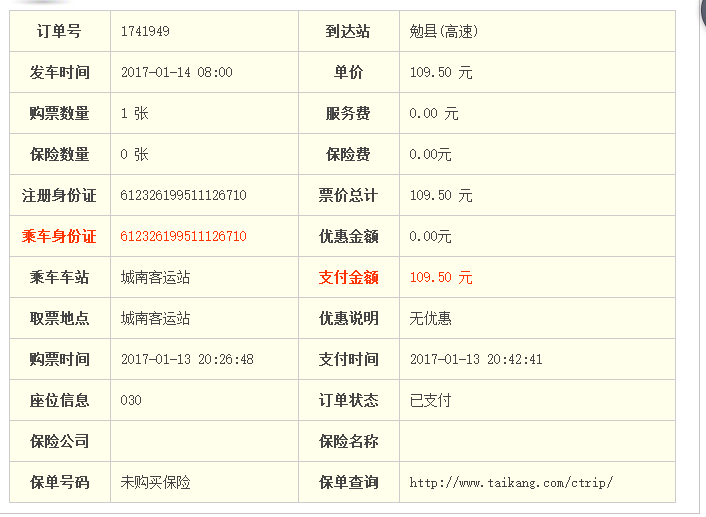 订单号 1741949 到达站 勉县(高速)
发车时间 2017-01-14 08:00 单价 109.50 元
购票数量 1 张 服务费 0.00 元
保险数量 0 张 保险费 0.00元
注册身份证 612326199511126710 票价总计 109.50 元
乘车身份证 612326199511126710 优惠金额 0.00元
乘车车站 城南客运站 支付金额 109.50 元
取票地点 城南客运站 优惠说明 无优惠
购票时间 2017-01-13 20:26:48 支付时间 2017-01-13 20:42:41
座位信息 030 订单状态 已支付
保险公司 保险名称
保单号码 未购买保险 保单查询 http://www.taikang.com/ctrip/